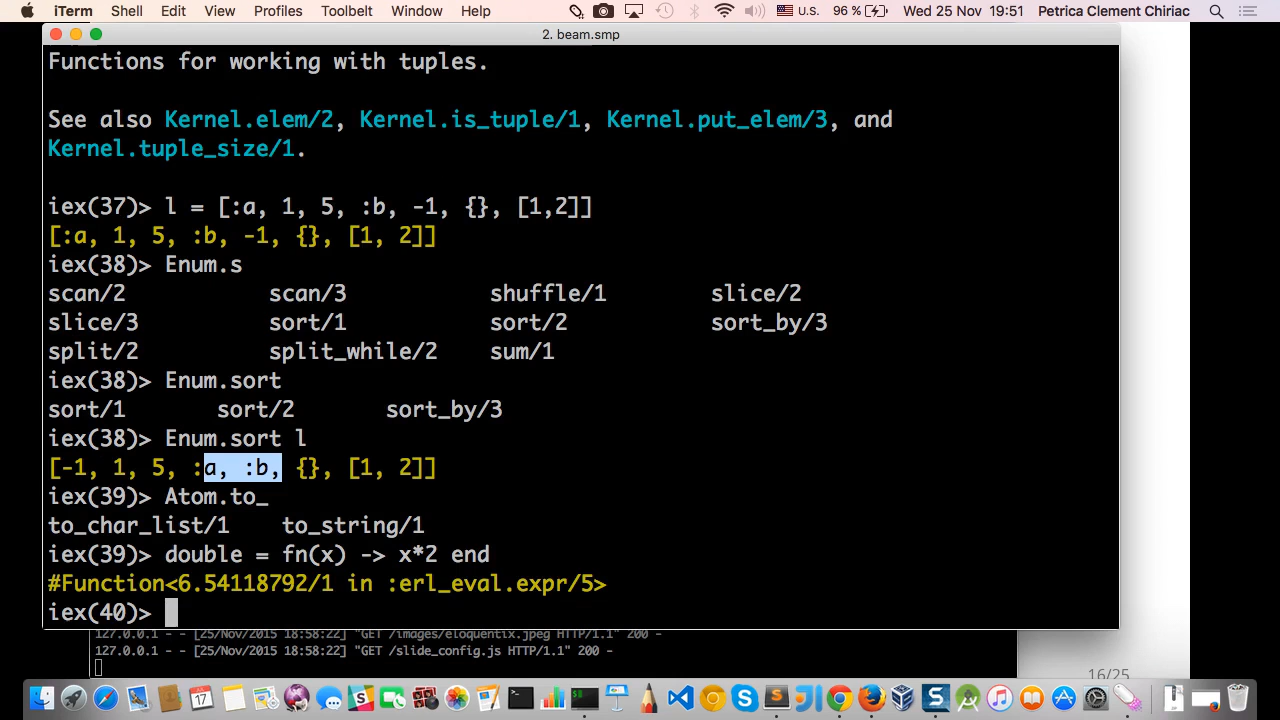 iTerm Shell Edit View Profiles Toolbelt Window Help U.S. 96 % Wed 25 Nov 19:51 Petrica Clement Chiriac
2. beam.smp
Functions for working with tuples.
See also Kernel.elem/2, Kernel.is_tuple/1, Kernel.put_elem/3, and
Kernel.tuple_size/1.
iex(37)> l = [:a, 1, 5, :b, -1, {}, [1,2]]
[:a, 1, 5, :b, -1, {}, [1, 2]]
iex(38)> Enum.s
scan/2 scan/3 shuffle/1 slice/2
slice/3 sort/1 sort/2 sort_by/3
split/2 split_while/2 sum/1
iex(38)> Enum.sort
sort/1 sort/2 sort_by/3
iex(38)> Enum.sort l
[-1, 1, 5, :a, :b, {}, [1, 2]]
iex(39)> Atom.to_
to_char_list/1 to_string/1
iex(39)> double = fn(x) -> x*2 end
#Function<6.54118792/1 in :erl_eval.expr/5>
iex(40)>
127.0.0.1 - - [25/Nov/2015 18:58:22] "GET /images/eloquentix.jpeg HTTP/1.1" 200 -
127.0.0.1 - - [25/Nov/2015 18:58:22] "GET /slide_config.js HTTP/1.1" 200 -
16/25
17